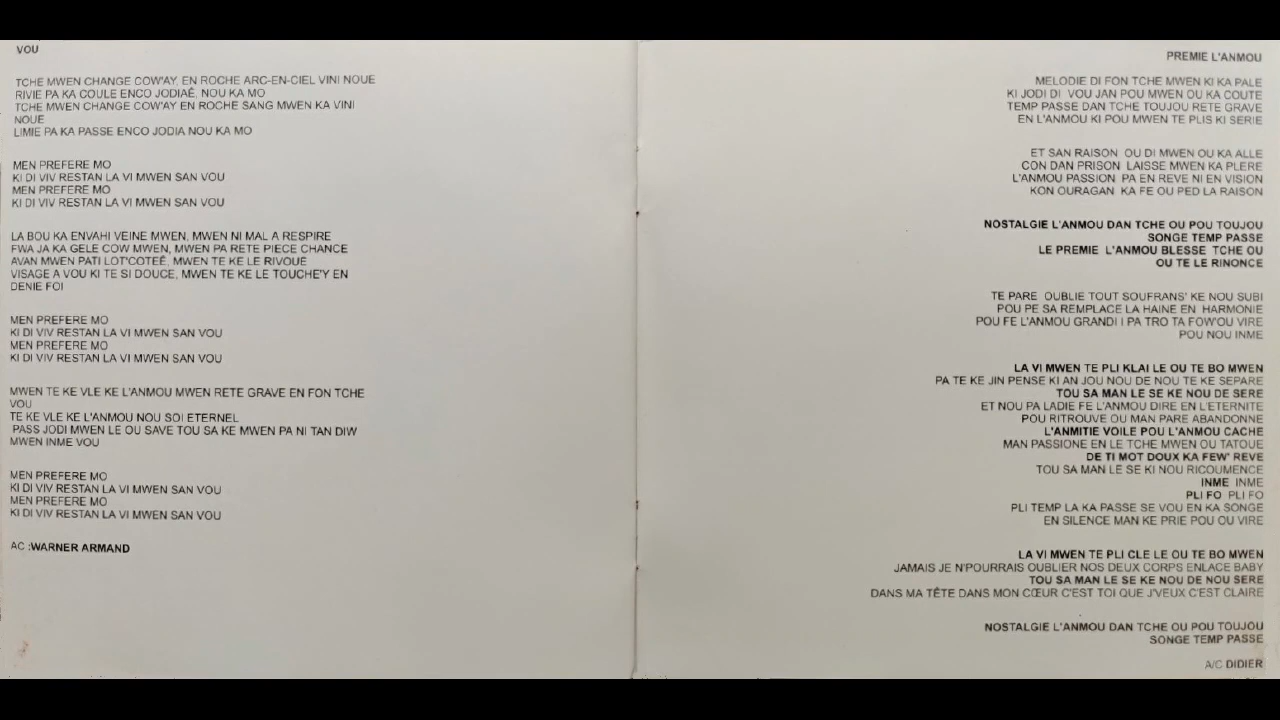 VOU
TCHE MWEN CHANGE COW'AY, EN ROCHE ARC-EN-CIEL VINI NOUE
RIVIE PA KA COULE ENCO JODIAÊ, NOU KA MO
TCHE MWEN CHANGE COW'AY EN ROCHE SANG MWEN KA VINI
NOUE
LIMIE PA KA PASSE ENCO JODIA NOU KA MO
MEN PREFERE MO
KI DI VIV RESTAN LA VI MWEN SAN VOU
MEN PREFERE MO
KI DI VIV RESTAN LA VI MWEN SAN VOU
LA BOU KA ENVAHI VEINE MWEN, MWEN NI MAL A RESPIRE
FWA JA KA GELE COW MWEN, MWEN PA RETE PIECE CHANCE
AVAN MWEN PATI LOT'COTEÊ, MWEN TE KE LE RIVOUE
VISAGE A VOU KI TE SI DOUCE, MWEN TE KE LE TOUCHE'Y EN
DENIE FOI
MEN PREFERE MO
KI DI VIV RESTAN LA VI MWEN SAN VOU
MEN PREFERE MO
KI DI VIV RESTAN LA VI MWEN SAN VOU
MWEN TE KE VLE KE L'ANMOU MWEN RETE GRAVE EN FON TCHE
VOU
TE KE VLE KE L'ANMOU NOU SOI ETERNEL
PASS JODI MWEN LE OU SAVE TOU SA KE MWEN PA NI TAN DIW
MWEN INME VOU
MEN PREFERE MO
KI DI VIV RESTAN LA VI MWEN SAN VOU
MEN PREFERE MO
KI DI VIV RESTAN LA VI MWEN SAN VOU
AC :WARNER ARMAND
PREMIE L'ANMOU
MELODIE DI FON TCHE MWEN KI KA PALE
KI JODI DI VOU JAN POU MWEN OU KA COUTE
TEMP PASSE DAN TCHE TOUJOU RETE GRAVE
EN L'ANMOU KI POU MWEN TE PLIS KI SERIE
ET SAN RAISON OU DI MWEN OU KA ALLE
CON DAN PRISON LAISSE MWEN KA PLERE
L'ANMOU PASSION PA EN REVE NI EN VISION
KON OURAGAN KA FE OU PED LA RAISON
NOSTALGIE L'ANMOU DAN TCHE OU POU TOUJOU
SONGE TEMP PASSE
LE PREMIE L'ANMOU BLESSE TCHE OU
OU TE LE RINONCE
TE PARE OUBLIE TOUT SOUFRANS' KE NOU SUBI
POU PE SA REMPLACE LA HAINE EN HARMONIE
POU FE L'ANMOU GRANDI I PA TRO TA FOW'OU VIRE
POU NOU INME
LA VI MWEN TE PLI KLAI LE OU TE BO MWEN
PA TE KE JIN PENSE KI AN JOU NOU DE NOU TE KE SEPARE
TOU SA MAN LE SE KE NOU DE SERE
ET NOU PA LADIE FE L'ANMOU DIRE EN L'ETERNITE
POU RITROUVE OU MAN PARE ABANDONNE
L'ANMITIE VOILE POU L'ANMOU CACHE
MAN PASSIONE EN LE TCHE MWEN OU TATOUE
DE TI MOT DOUX KA FEW' REVE
TOU SA MAN LE SE KI NOU RICOUMENCE
INME INME
PLI FO PLI FO
PLI TEMP LA KA PASSE SE VOU EN KA SONGE
EN SILENCE MAN KE PRIE POU OU VIRE
LA VI MWEN TE PLI CLE LE OU TE BO MWEN
JAMAIS JE N'POURRAIS OUBLIER NOS DEUX CORPS ENLACE BABY
TOU SA MAN LE SE KE NOU DE NOU SERE
DANS MA TÊTE DANS MON CŒUR C'EST TOI QUE J'VEUX C'EST CLAIRE
NOSTALGIE L'ANMOU DAN TCHE OU POU TOUJOU
SONGE TEMP PASSE
A/C DIDIER